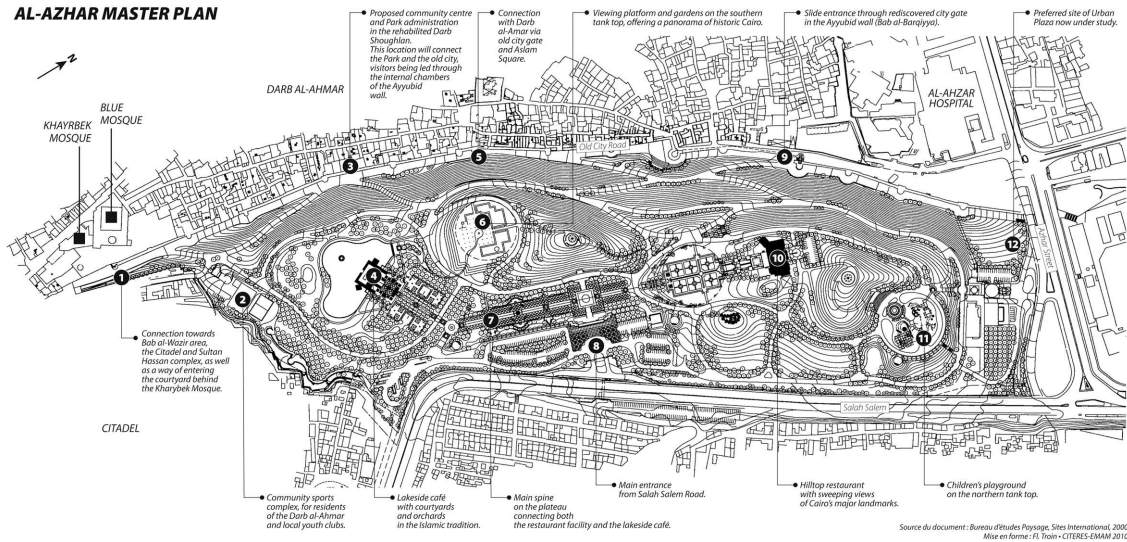 AL-AZHAR MASTER PLAN
N
Proposed community centre
and Park administration
in the rehabilited Darb
Shoughlan.
This location will connect
the Park and the old city,
visitors being led through
the internal chambers
of the Ayyubid
wall.
Connection
with Darb
al-Amar via
old city gate
and Aslam
Square.
Viewing platform and gardens on the southern
tank top, offering a panorama of historic Cairo.
Slide entrance through rediscovered city gate
in the Ayyubid wall (Bab al-Barqiyya).
Preferred site of Urban
Plaza now under study.
DARB AL-AHMAR
AL-AHZAR
HOSPITAL
BLUE
MOSQUE
KHAYRBEK
MOSQUE
Old City Road
Azhar Street
1
2
3
4
5
6
7
8
9
10
11
12
Connection towards
Bab al-Wazir area,
the Citadel and Sultan
Hassan complex, as well
as a way of entering
the courtyard behind
the Kharybek Mosque.
Salah Salem
CITADEL
Community sports
complex, for residents
of the Darb al-Ahmar
and local youth clubs.
Lakeside café
with courtyards
and orchards
in the Islamic tradition.
Main spine
on the plateau
connecting both
the restaurant facility and the lakeside café.
Main entrance
from Salah Salem Road.
Hilltop restaurant
with sweeping views
of Cairo's major landmarks.
Children's playground
on the northern tank top.
Source du document : Bureau d'études Paysage, Sites International, 2000
Mise en forme : Fl. Troin • CITERES-EMAM 2010